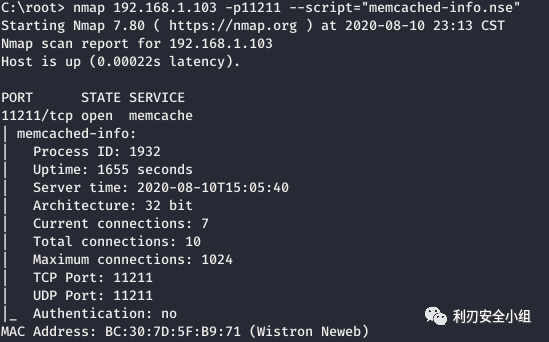 C:\root> nmap 192.168.1.103 -p11211 --script="memcached-info.nse"
Starting Nmap 7.80 ( https://nmap.org ) at 2020-08-10 23:13 CST
Nmap scan report for 192.168.1.103
Host is up (0.00022s latency).
PORT      STATE SERVICE
11211/tcp open  memcache
| memcached-info:
|   Process ID: 1932
|   Uptime: 1655 seconds
|   Server time: 2020-08-10T15:05:40
|   Architecture: 32 bit
|   Current connections: 7
|   Total connections: 10
|   Maximum connections: 1024
|   TCP Port: 11211
|   UDP Port: 11211
|_  Authentication: no
MAC Address: BC:30:7D:5F:B9:71 (Wistron Neweb)
利刃安全小组